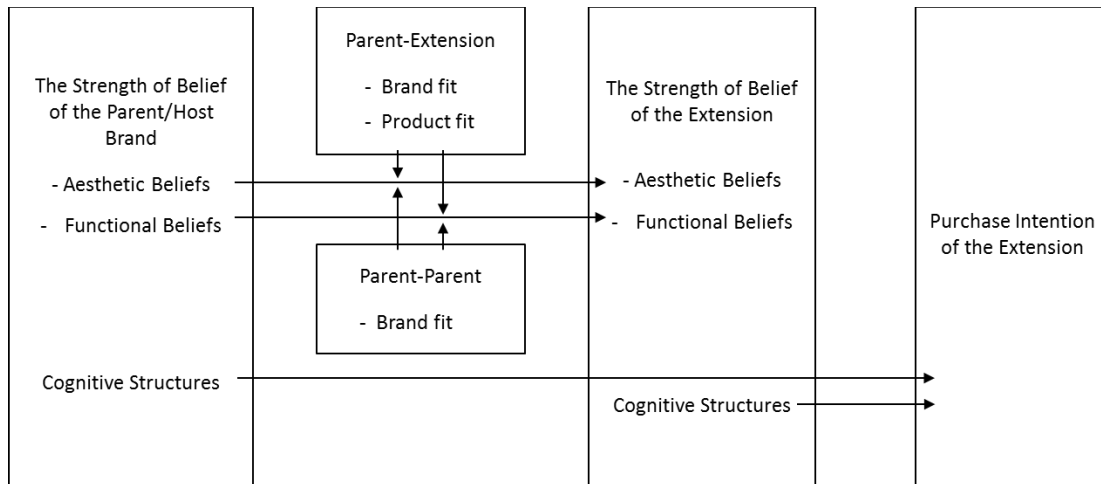 The Strength of Belief
of the Parent/Host
Brand
- Aesthetic Beliefs
- Functional Beliefs
Cognitive Structures
Parent-Extension
- Brand fit
- Product fit
Parent-Parent
- Brand fit
The Strength of Belief
of the Extension
- Aesthetic Beliefs
- Functional Beliefs
Cognitive Structures
Purchase Intention
of the Extension